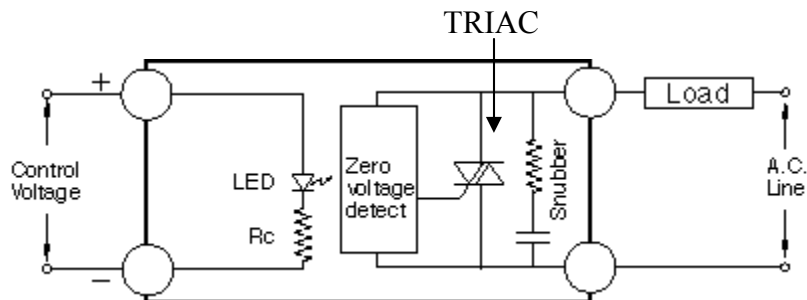 TRIAC
+
Load
Control
Voltage
LED
Rc
Zero
voltage
detect
Snubber
A.C.
Line
−